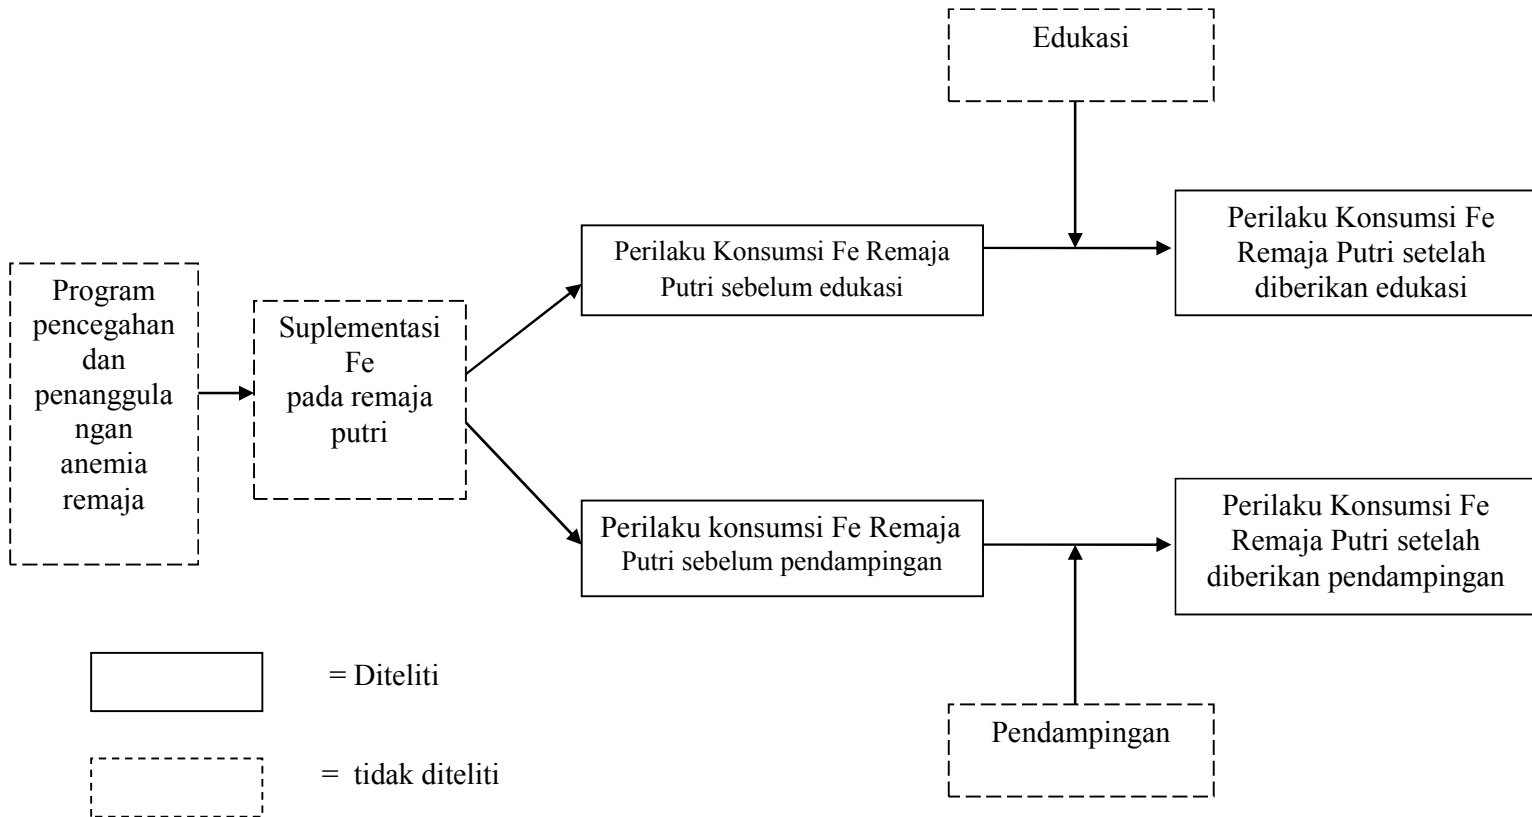 Edukasi
Program
pencegahan
dan
penanggula
ngan
anemia
remaja
Suplementasi
Fe
pada remaja
putri
Perilaku Konsumsi Fe Remaja
Putri sebelum edukasi
Perilaku Konsumsi Fe
Remaja Putri setelah
diberikan edukasi
Perilaku konsumsi Fe Remaja
Putri sebelum pendampingan
Perilaku Konsumsi Fe
Remaja Putri setelah
diberikan pendampingan
Pendampingan
= Diteliti
= tidak diteliti